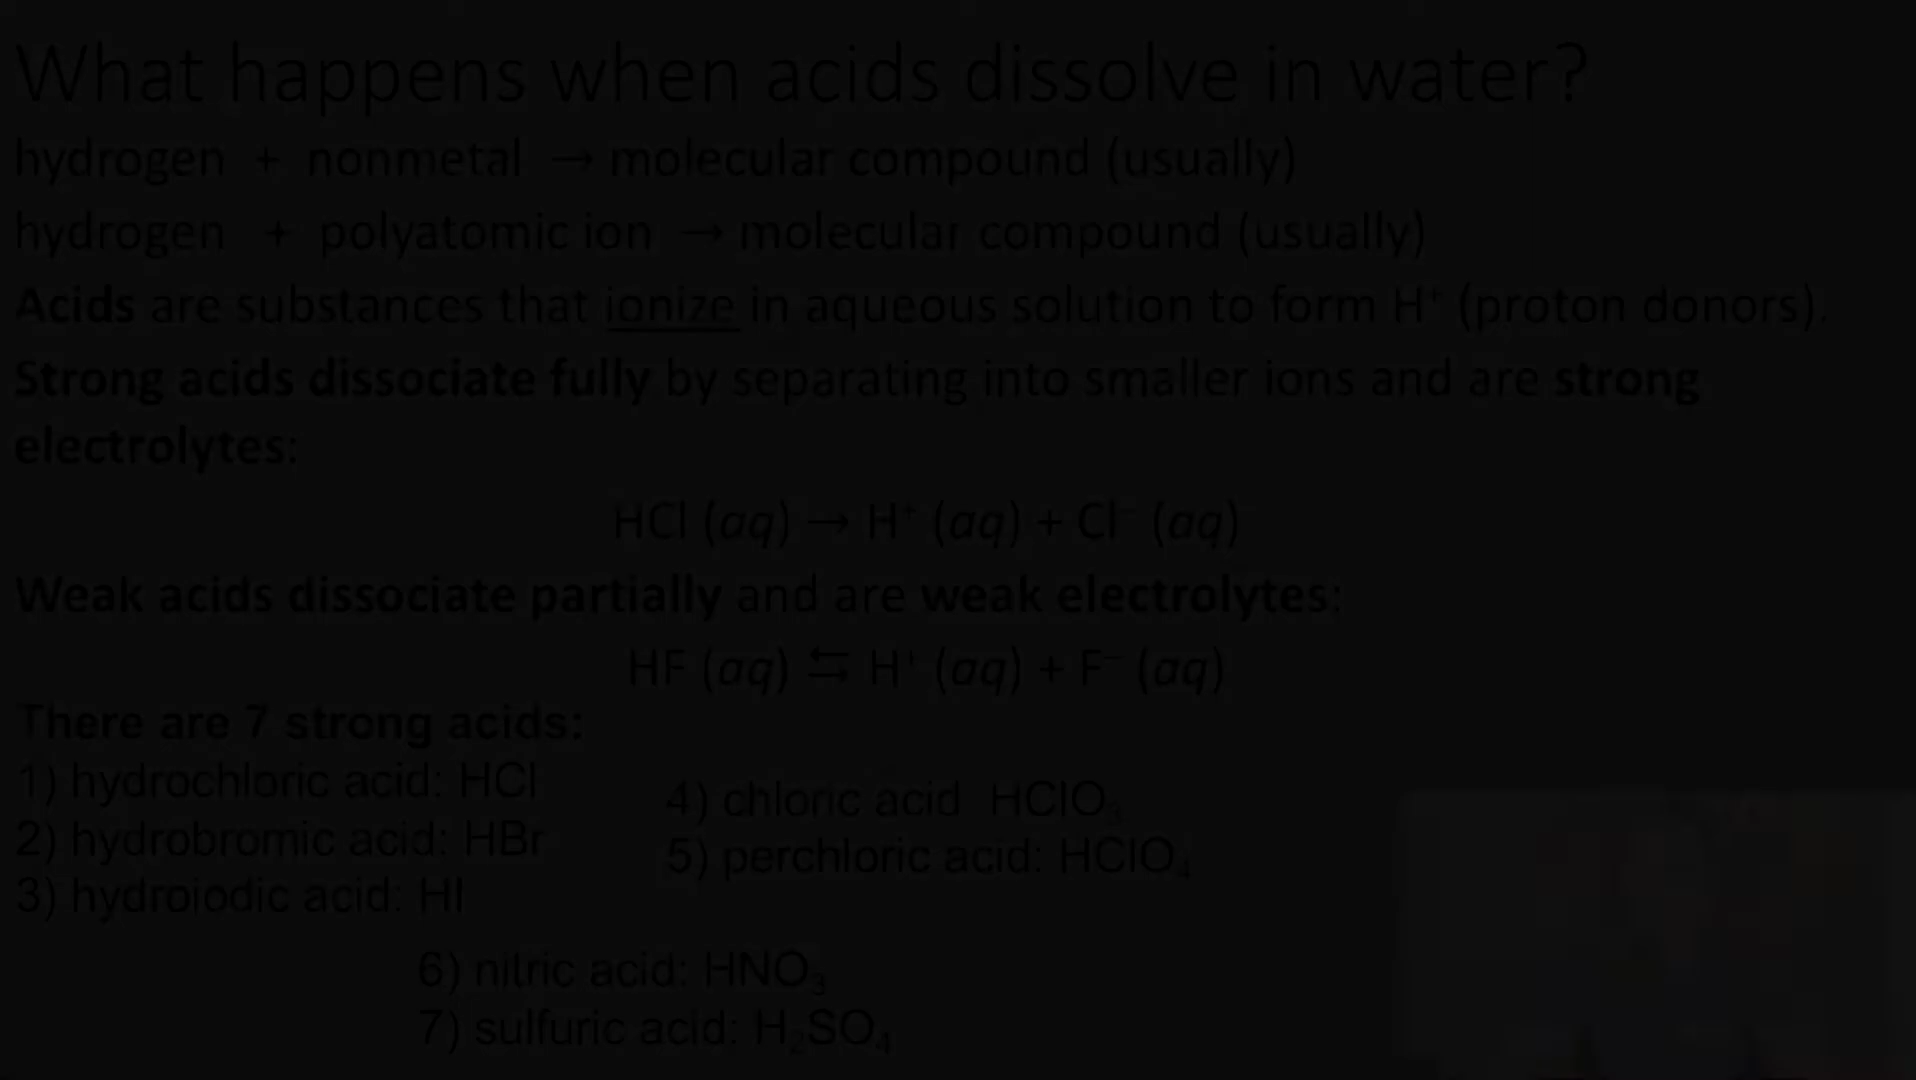 What happens when acids dissolve in water?
hydrogen + nonmetal → molecular compound (usually)
hydrogen + polyatomic ion → molecular compound (usually)
Acids are substances that ionize in aqueous solution to form H⁺ (proton donors).
Strong acids dissociate fully by separating into smaller ions and are strong
electrolytes:
HCl (aq) → H⁺ (aq) + Cl⁻ (aq)
Weak acids dissociate partially and are weak electrolytes:
HF (aq) ⇆ H⁺ (aq) + F⁻ (aq)
There are 7 strong acids:
1) hydrochloric acid: HCl
2) hydrobromic acid: HBr
3) hydroiodic acid: HI
4) chloric acid HClO₃
5) perchloric acid: HClO₄
6) nitric acid: HNO₃
7) sulfuric acid: H₂SO₄